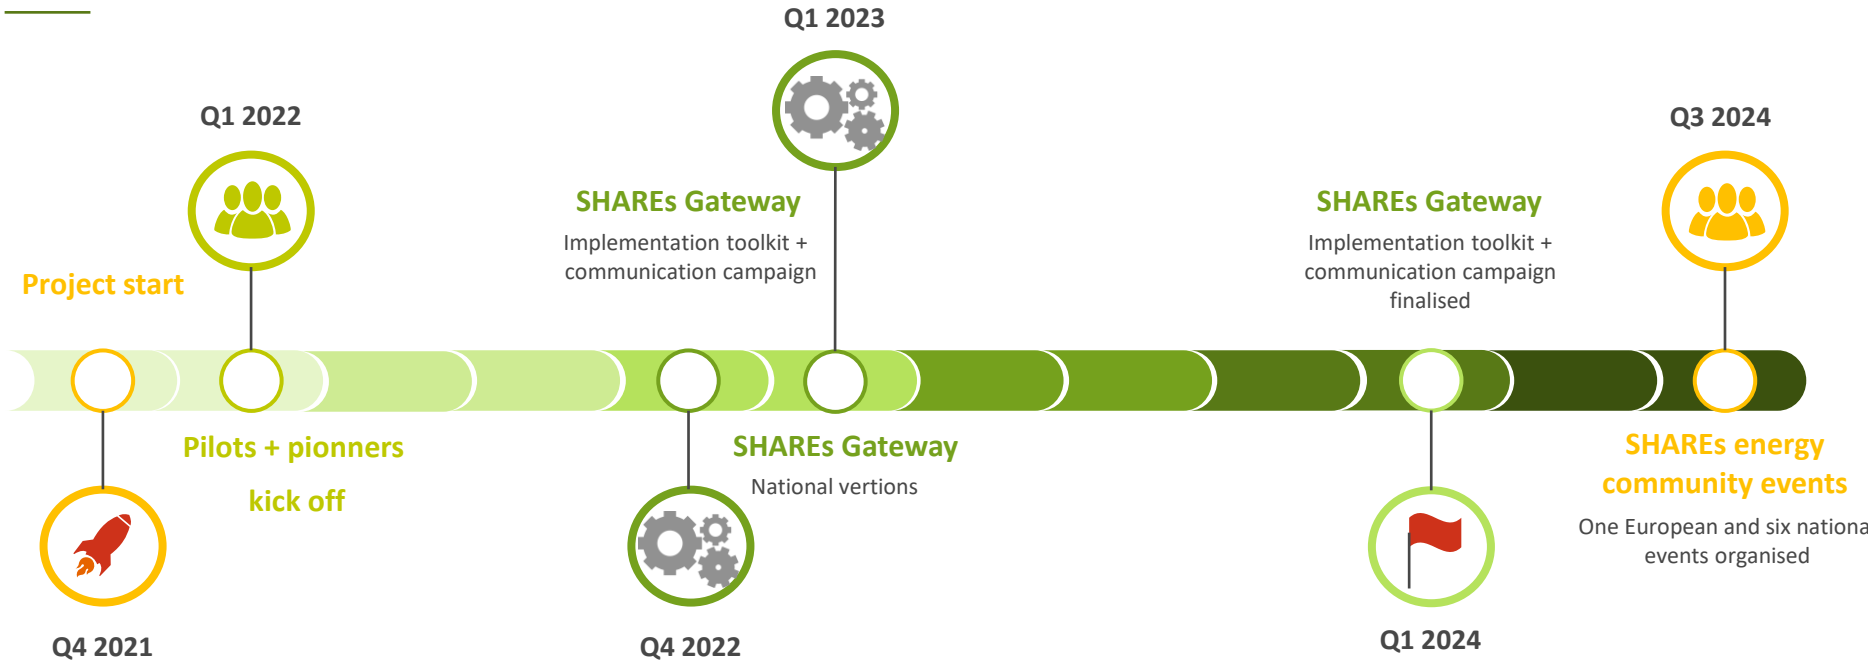 Q4 2021
Project start
Q1 2022
Pilots + pionners
kick off
Q4 2022
SHAREs Gateway
Implementation toolkit +
communication campaign
Q1 2023
SHAREs Gateway
National vertions
Q1 2024
SHAREs Gateway
Implementation toolkit +
communication campaign
finalised
Q3 2024
SHAREs energy
community events
One European and six nationa
events organised